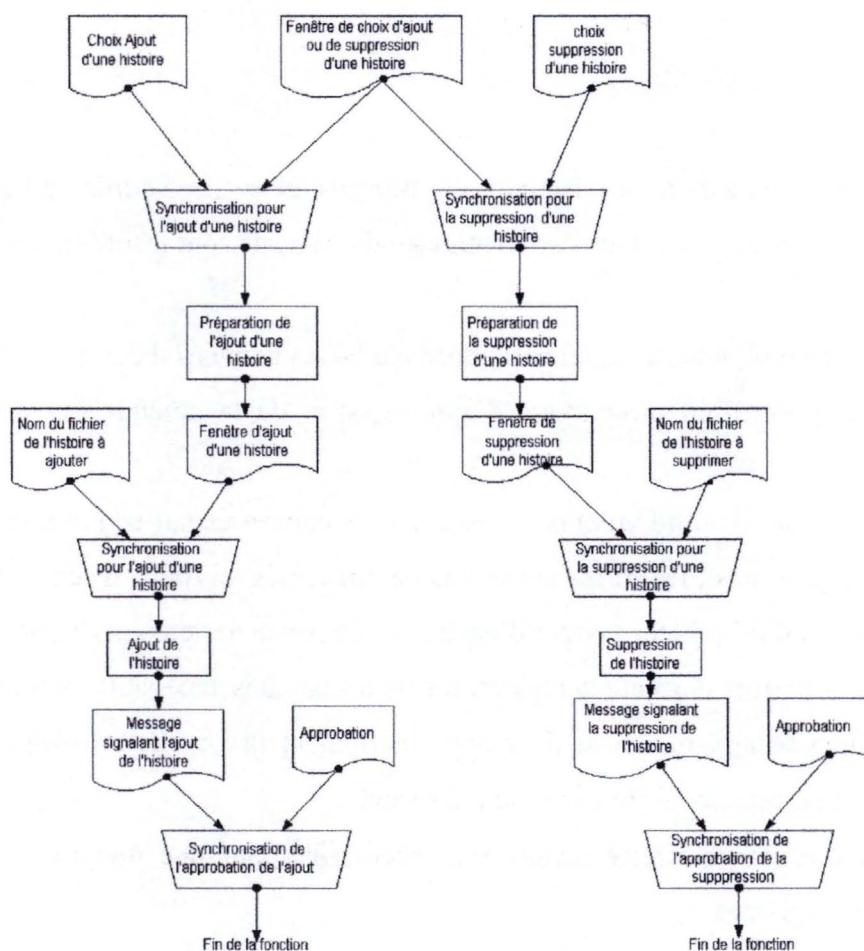 Choix Ajout
d'une histoire
Fenêtre de choix d'ajout
ou de suppression
d'une histoire
choix
suppression
d'une histoire
Synchronisation pour
l'ajout d'une histoire
Synchronisation pour
la suppression d'une
histoire
Préparation de
l'ajout d'une
histoire
Préparation de
la suppression
d'une histoire
Nom du fichier
de l'histoire à
ajouter
Fenêtre d'ajout
d'une histoire
Fenêtre de
suppression
d'une histoire
Nom du fichier
de l'histoire à
supprimer
Synchronisation
pour l'ajout d'une
histoire
Synchronisation pour
la suppression d'une
histoire
Ajout de
l'histoire
Suppression
de l'histoire
Message
signalant l'ajout
de l'histoire
Approbation
Message signalant
la suppression de
l'histoire
Approbation
Synchronisation de
l'approbation de l'ajout
Synchronisation de
l'approbation de la
supppression
Fin de la fonction
Fin de la fonction